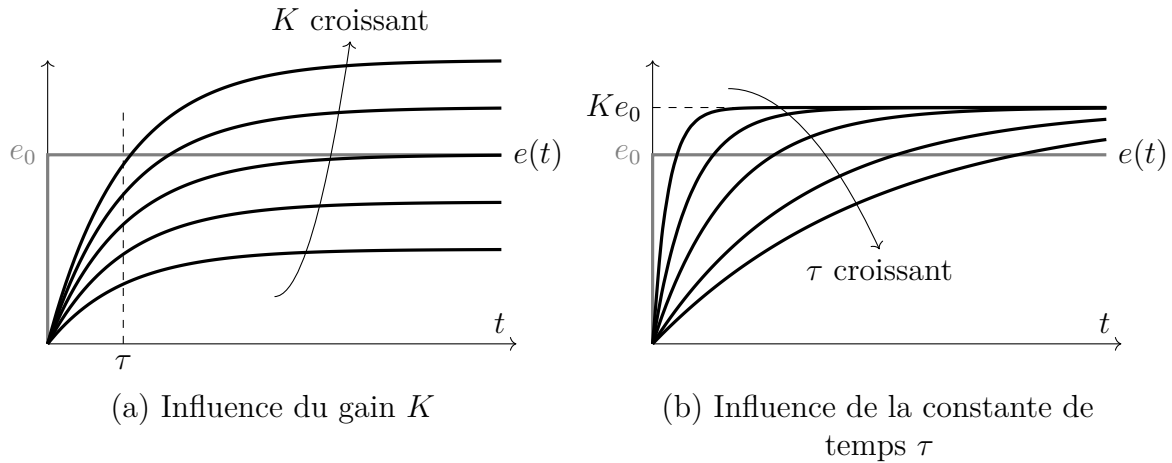 K croissant
e₀
e(t)
t
τ
(a) Influence du gain K
Ke₀
e₀
e(t)
τ croissant
t
(b) Influence de la constante de
temps τ